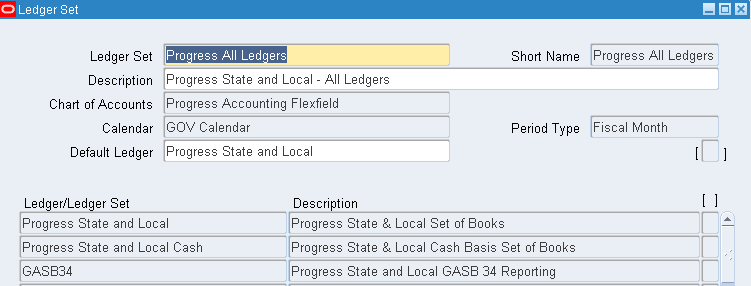 Ledger Set
Ledger Set Progress All Ledgers Short Name Progress All Ledgers
Description Progress State and Local - All Ledgers
Chart of Accounts Progress Accounting Flexfield
Calendar GOV Calendar Period Type Fiscal Month
Default Ledger Progress State and Local [ ]
Ledger/Ledger Set Description [ ]
Progress State and Local Progress State & Local Set of Books
Progress State and Local Cash Progress State & Local Cash Basis Set of Books
GASB34 Progress State and Local GASB 34 Reporting